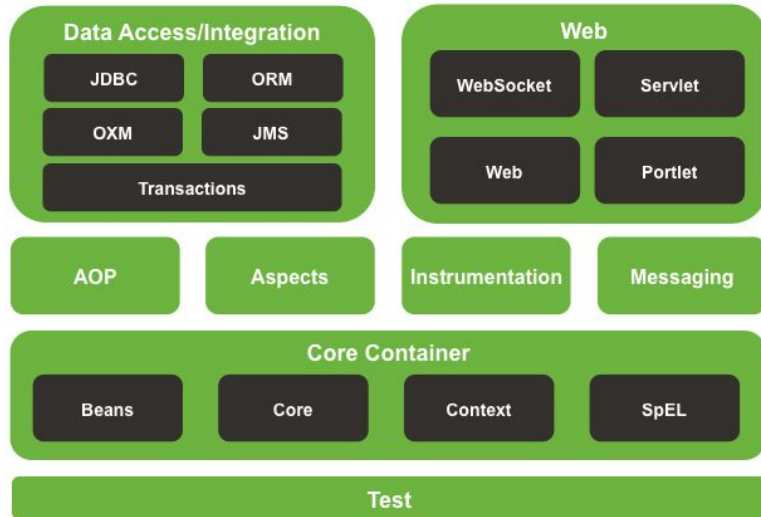 Data Access/Integration
JDBC
ORM
OXM
JMS
Transactions
Web
WebSocket
Servlet
Web
Portlet
AOP
Aspects
Instrumentation
Messaging
Core Container
Beans
Core
Context
SpEL
Test